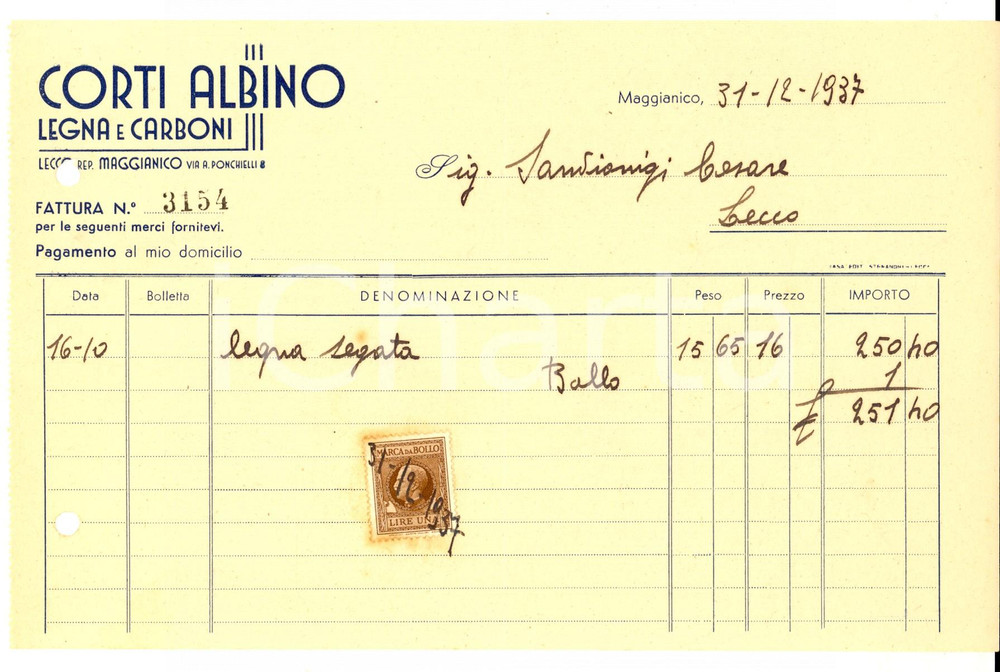 CORTI ALBINO
LEGNA E CARBONI
LECCO REP. MAGGIANICO VIA A. PONCHIELLI 8
Maggianico, 31-12-1937
Sig. Sandionigi Cesare
Lecco
FATTURA N.° 3154
per le seguenti merci fornitevi.
Pagamento al mio domicilio
Data Bolletta DENOMINAZIONE Peso Prezzo IMPORTO
16-10 legna segata 15 65 16 250 40
Bollo 1
£ 251 40
MARCA DA BOLLO
31-12 1937
LIRE UNA
iCharta